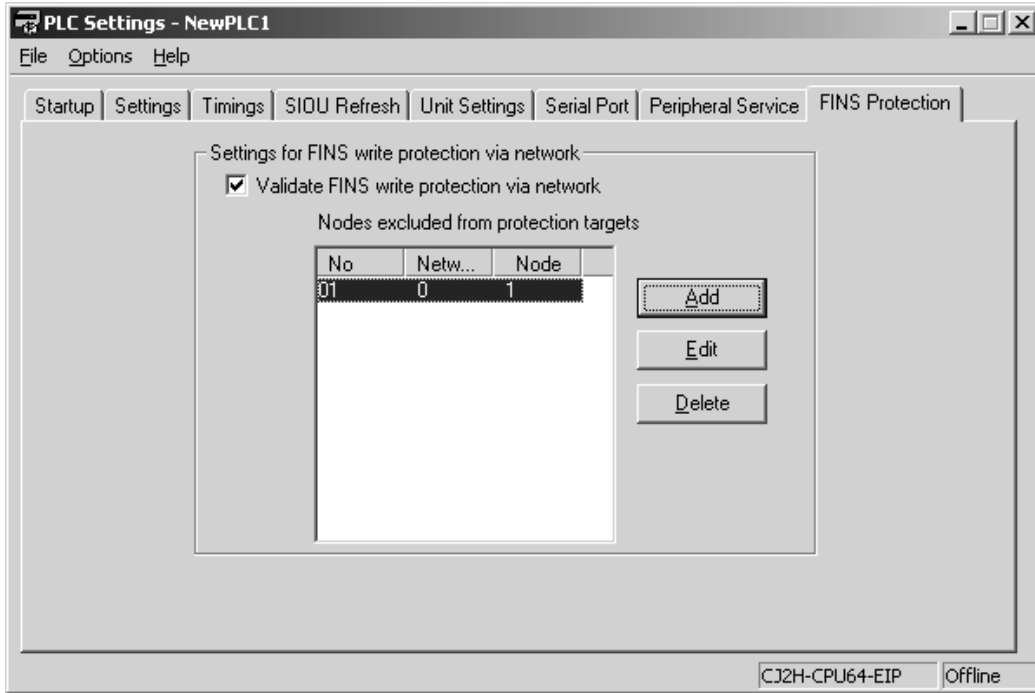 PLC Settings - NewPLC1
File Options Help
Startup Settings Timings SIOU Refresh Unit Settings Serial Port Peripheral Service FINS Protection
Settings for FINS write protection via network
Validate FINS write protection via network
Nodes excluded from protection targets
No Netw... Node
01 0 1
Add
Edit
Delete
CJ2H-CPU64-EIP Offline